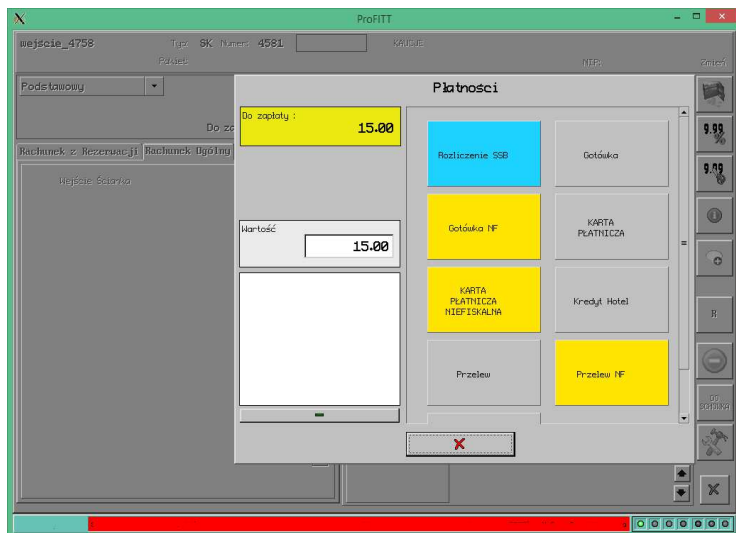 ProFITT
wejście_4758 Typ: SK Numer: 4581 KAUCJE:
Pakiet: NIP: Zmień
Podstawowy
Płatności
Do zapłaty :
15.00
Do za
Rachunek z Rezerwacji Rachunek Ogólny
Wejście Ścianka
Rozliczenie SSB
Gotówka
9.99
%
9.99
Wartość
15.00
Gotówka NF
KARTA
PŁATNICZA
KARTA
PŁATNICZA
NIEFISKALNA
Kredyt Hotel
R
Przelew
Przelew NF
DO
SCHOWKA